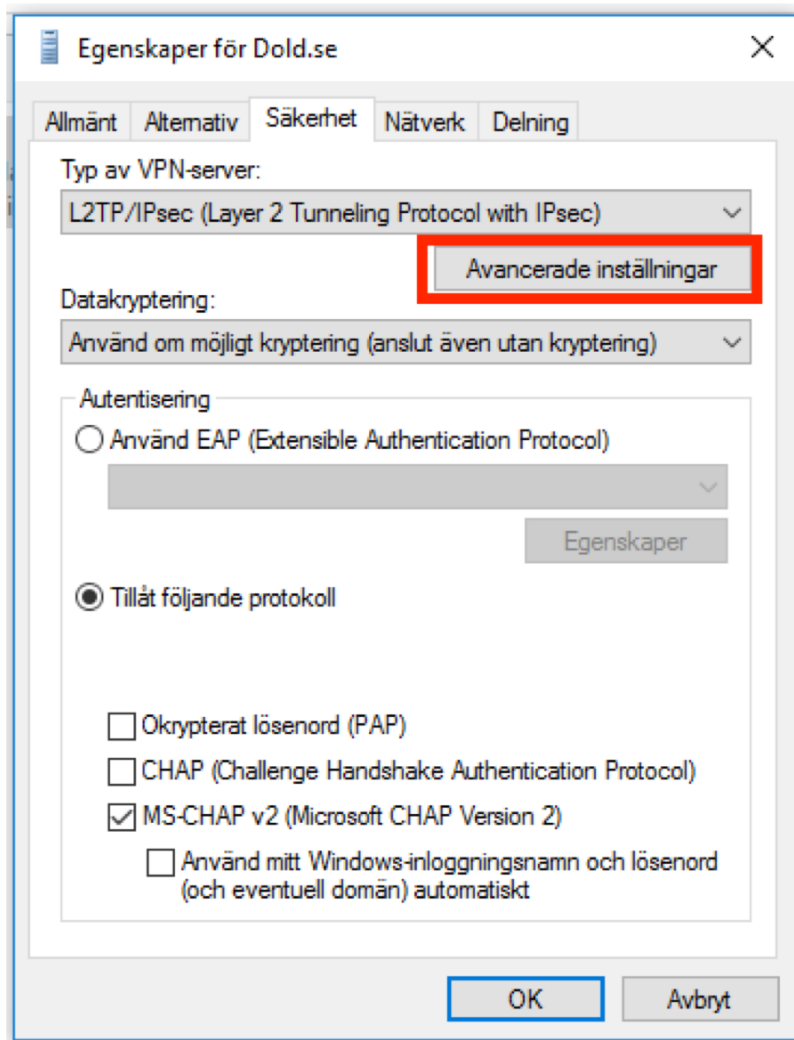 Egenskaper för Dold.se
Allmänt Alternativ Säkerhet Nätverk Delning
Typ av VPN-server:
L2TP/IPsec (Layer 2 Tunneling Protocol with IPsec)
Avancerade inställningar
Datakryptering:
Använd om möjligt kryptering (anslut även utan kryptering)
Autentisering
Använd EAP (Extensible Authentication Protocol)
Egenskaper
Tillåt följande protokoll
Okrypterat lösenord (PAP)
CHAP (Challenge Handshake Authentication Protocol)
MS-CHAP v2 (Microsoft CHAP Version 2)
Använd mitt Windows-inloggningsnamn och lösenord
(och eventuell domän) automatiskt
OK Avbryt